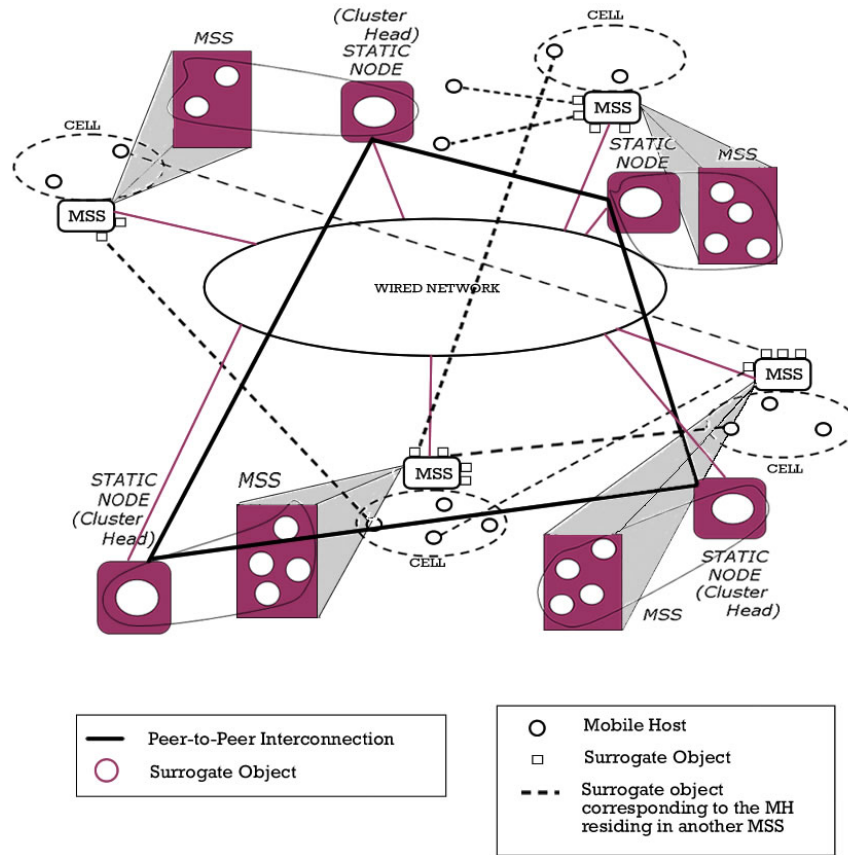 (Cluster
Head)
STATIC
NODE
MSS
CELL
MSS
CELL
MSS
STATIC
NODE
MSS
WIRED NETWORK
MSS
CELL
MSS
CELL
STATIC
NODE
(Cluster
Head)
MSS
STATIC
NODE
(Cluster
Head)
MSS
Peer-to-Peer Interconnection
Surrogate Object
Mobile Host
Surrogate Object
Surrogate object
corresponding to the MH
residing in another MSS